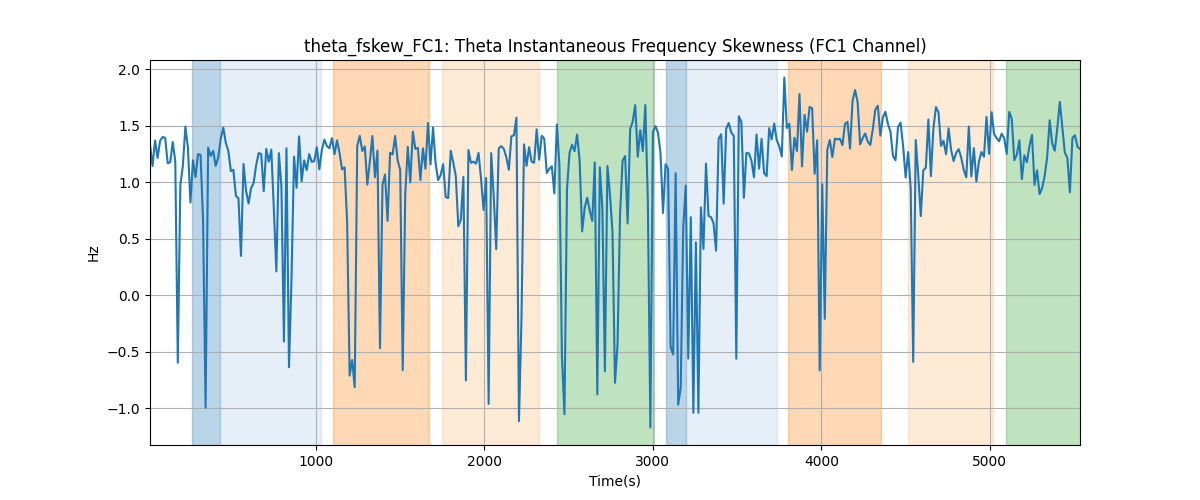 theta_fskew_FC1: Theta Instantaneous Frequency Skewness (FC1 Channel)
2.0
1.5
1.0
0.5
0.0
−0.5
−1.0
Hz
1000 2000 3000 4000 5000
Time(s)